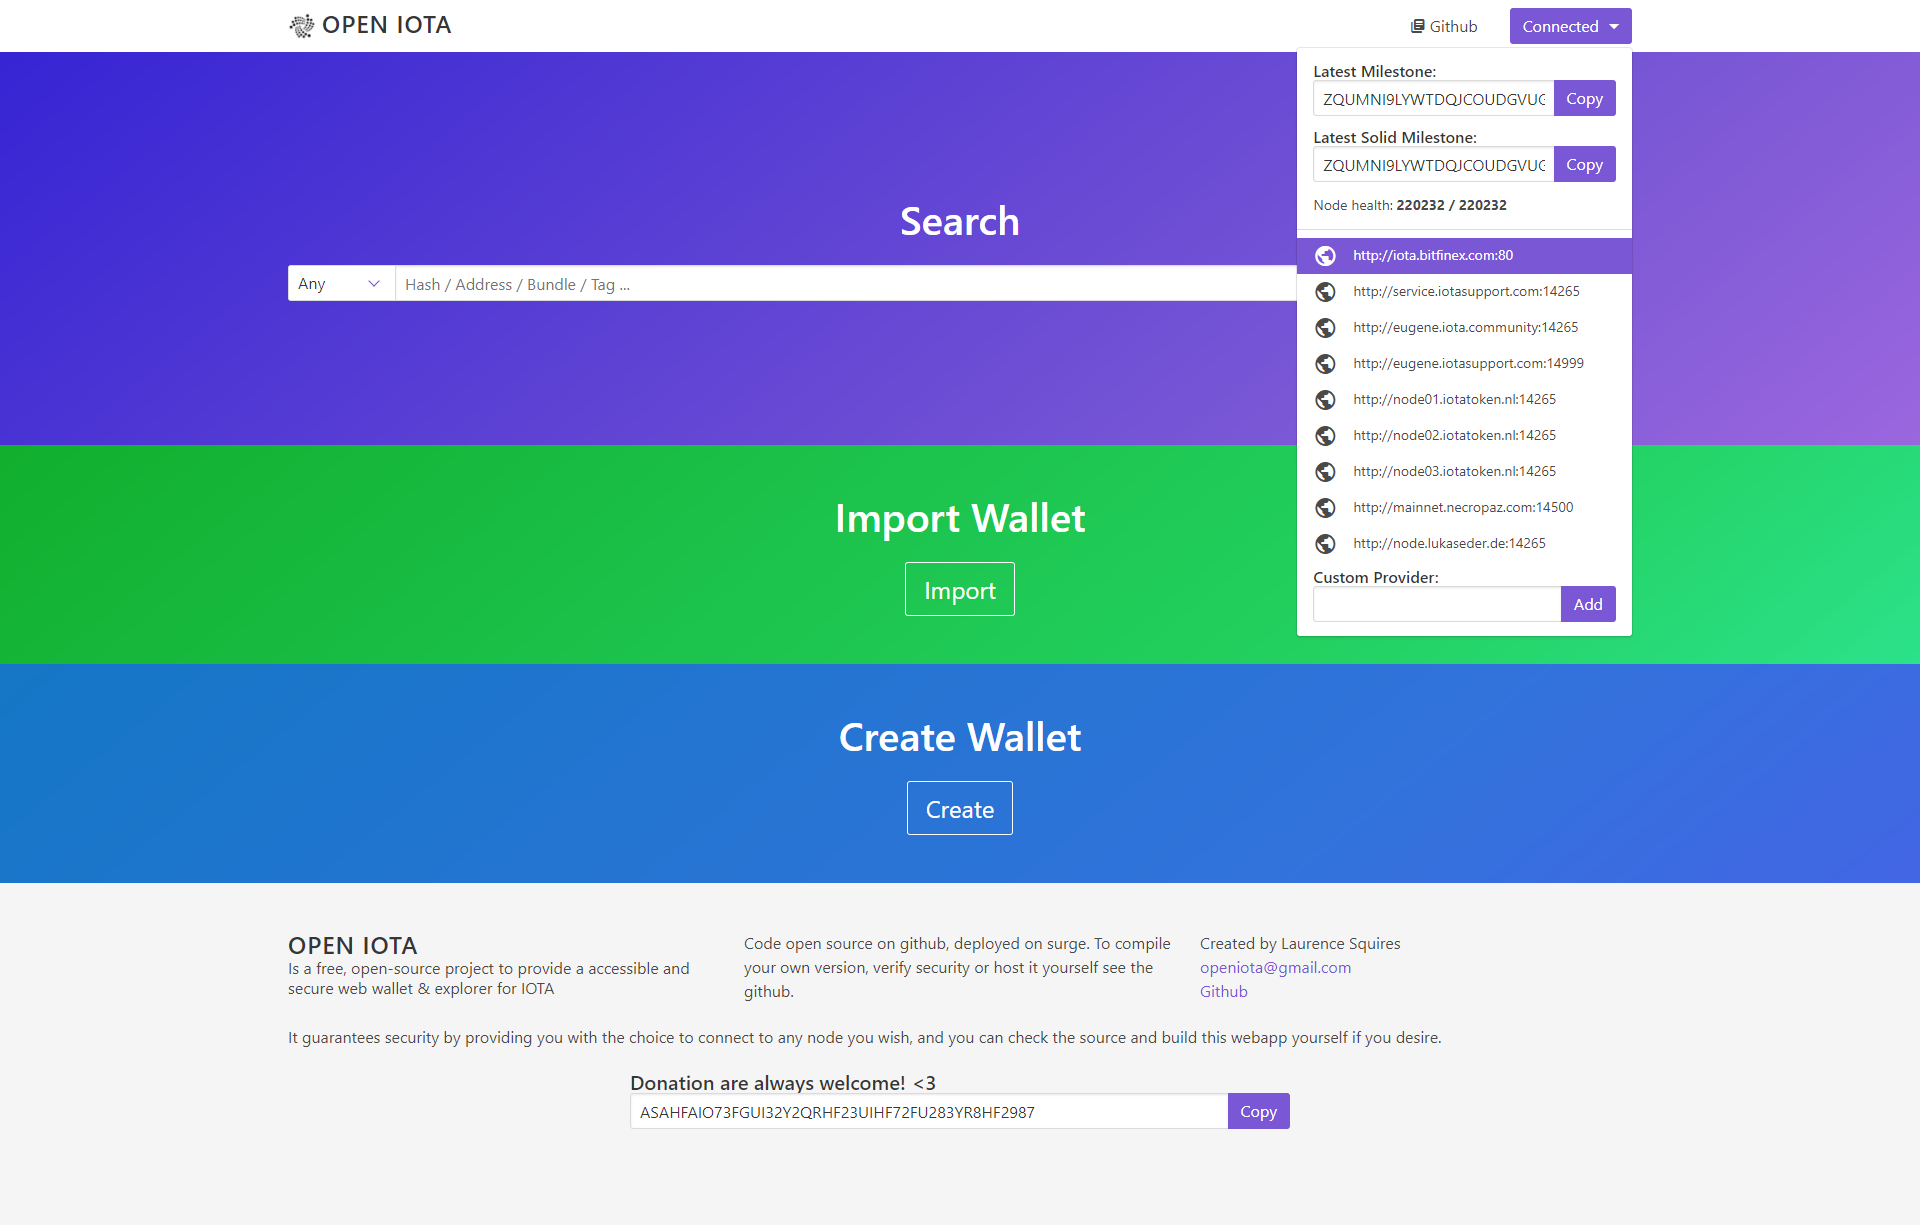 OPEN IOTA
Github
Connected
Latest Milestone:
ZQUMNI9LYWTDQJCOUDGVUG
Copy
Latest Solid Milestone:
ZQUMNI9LYWTDQJCOUDGVUG
Copy
Node health: 220232 / 220232
http://iota.bitfinex.com:80
http://service.iotasupport.com:14265
http://eugene.iota.community:14265
http://eugene.iotasupport.com:14999
http://node01.iotatoken.nl:14265
http://node02.iotatoken.nl:14265
http://node03.iotatoken.nl:14265
http://mainnet.necropaz.com:14500
http://node.lukaseder.de:14265
Custom Provider:
Add
Search
Any
Hash / Address / Bundle / Tag ...
Import Wallet
Import
Create Wallet
Create
OPEN IOTA
Is a free, open-source project to provide a accessible and
secure web wallet & explorer for IOTA
Code open source on github, deployed on surge. To compile
your own version, verify security or host it yourself see the
github.
Created by Laurence Squires
openiota@gmail.com
Github
It guarantees security by providing you with the choice to connect to any node you wish, and you can check the source and build this webapp yourself if you desire.
Donation are always welcome! <3
ASAHFAIO73FGUI32Y2QRHF23UIHF72FU283YR8HF2987
Copy